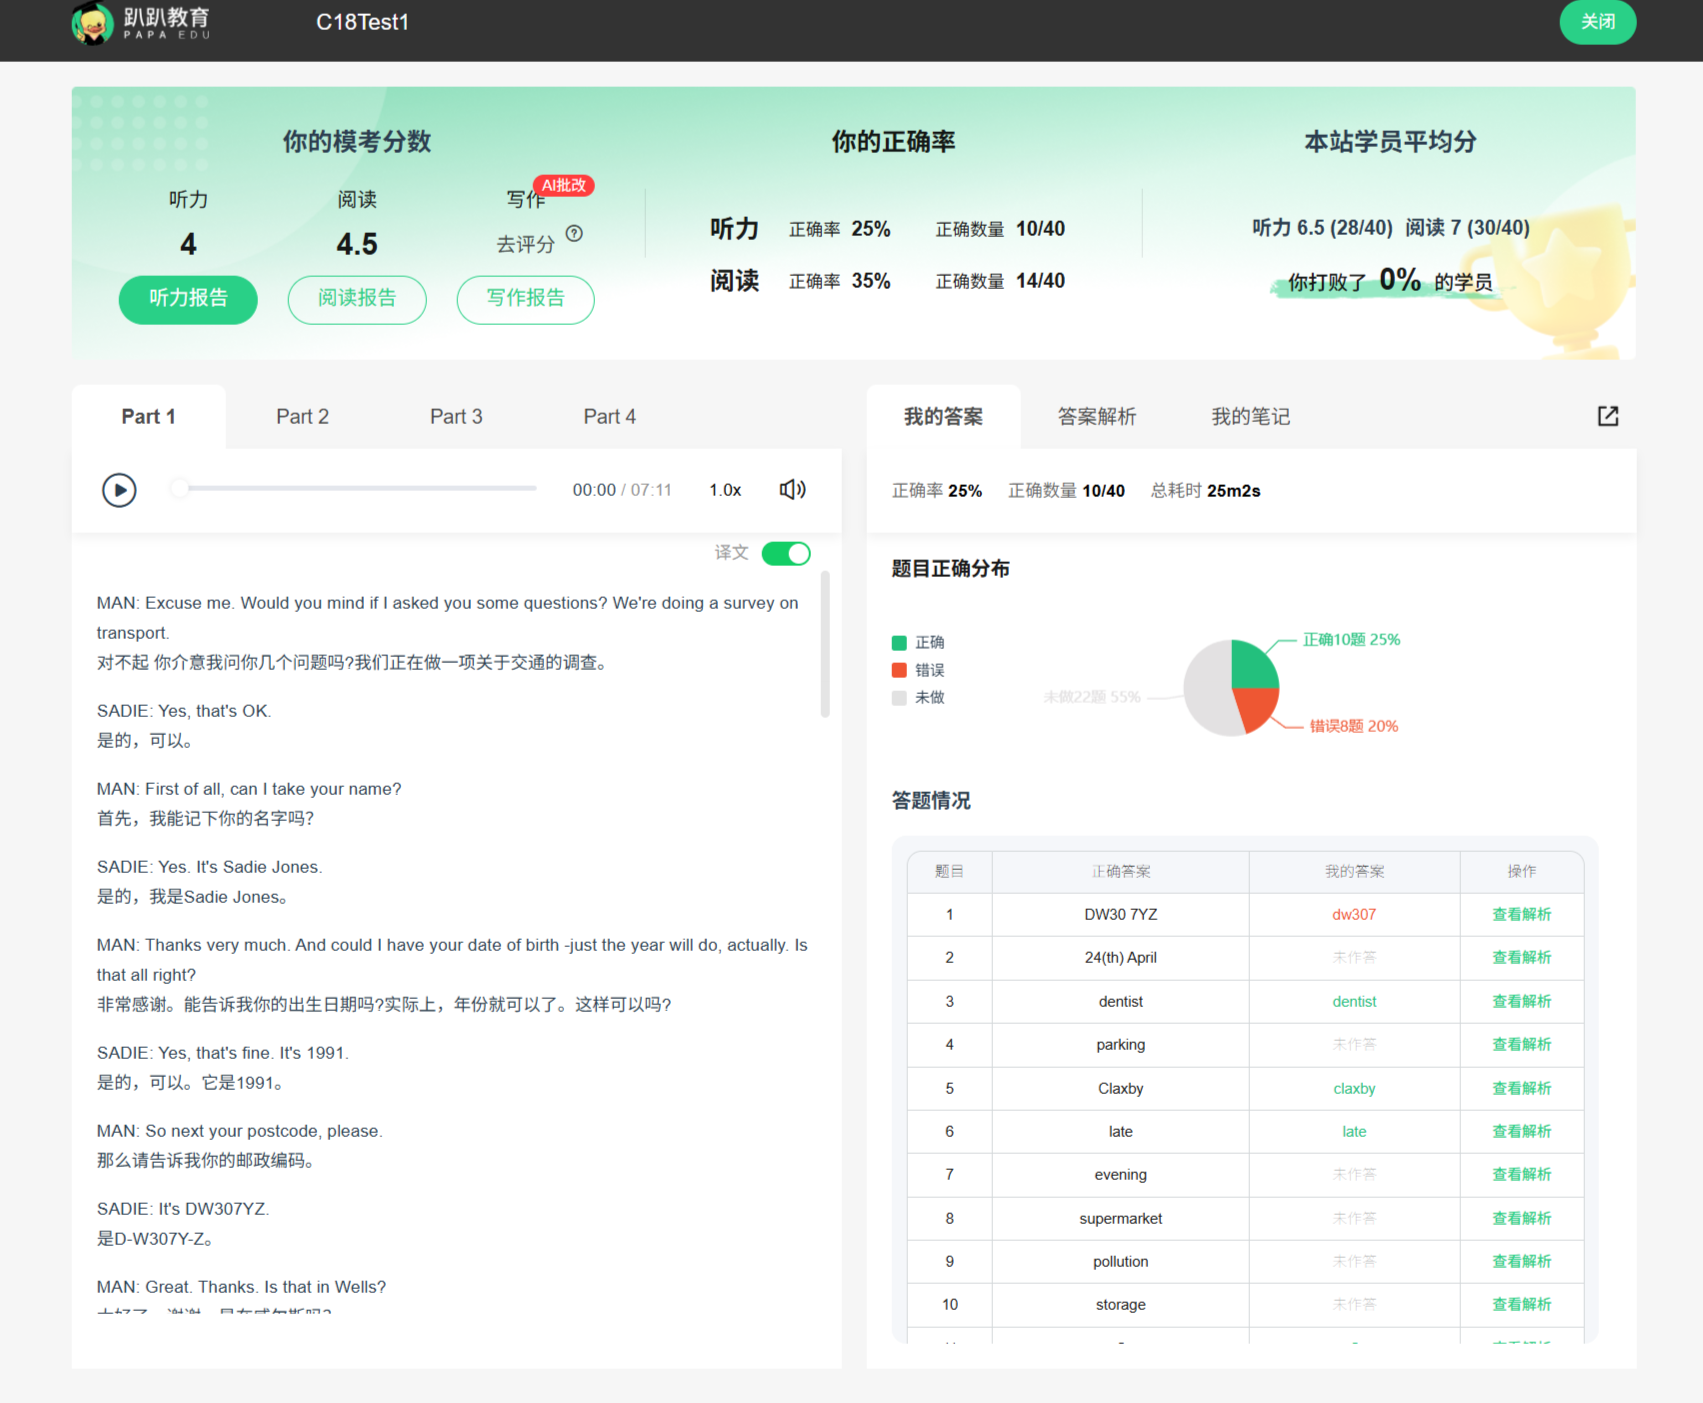 趴趴教育
PAPA EDU
C18Test1
关闭
你的模考分数
听力
4
听力报告
阅读
4.5
阅读报告
写作
AI批改
去评分
?
写作报告
你的正确率
听力 正确率 25% 正确数量 10/40
阅读 正确率 35% 正确数量 14/40
本站学员平均分
听力 6.5 (28/40) 阅读 7 (30/40)
你打败了 0% 的学员
Part 1 Part 2 Part 3 Part 4
00:00 / 07:11 1.0x
译文
MAN: Excuse me. Would you mind if I asked you some questions? We're doing a survey on
transport.
对不起 你介意我问你几个问题吗?我们正在做一项关于交通的调查。
SADIE: Yes, that's OK.
是的，可以。
MAN: First of all, can I take your name?
首先，我能记下你的名字吗?
SADIE: Yes. It's Sadie Jones.
是的，我是Sadie Jones。
MAN: Thanks very much. And could I have your date of birth -just the year will do, actually. Is
that all right?
非常感谢。能告诉我你的出生日期吗?实际上，年份就可以了。这样可以吗?
SADIE: Yes, that's fine. It's 1991.
是的，可以。它是1991。
MAN: So next your postcode, please.
那么请告诉我你的邮政编码。
SADIE: It's DW307YZ.
是D-W307Y-Z。
MAN: Great. Thanks. Is that in Wells?
我的答案 答案解析 我的笔记
正确率 25% 正确数量 10/40 总耗时 25m2s
题目正确分布
正确
错误
未做
正确10题 25%
未做22题 55%
错误8题 20%
答题情况
题目 正确答案 我的答案 操作
1 DW30 7YZ dw307 查看解析
2 24(th) April 未作答 查看解析
3 dentist dentist 查看解析
4 parking 未作答 查看解析
5 Claxby claxby 查看解析
6 late late 查看解析
7 evening 未作答 查看解析
8 supermarket 未作答 查看解析
9 pollution 未作答 查看解析
10 storage 未作答 查看解析